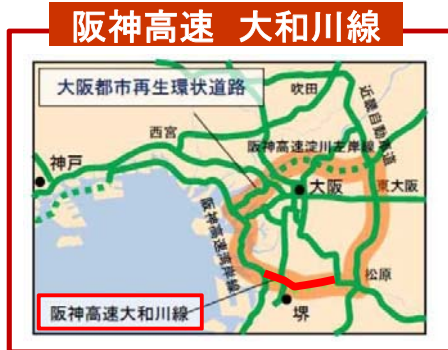 阪神高速 大和川線
大阪都市再生環状道路
吹田
近畿自動車道
西宮
阪神高速淀川左岸線
神戸
大阪
東大阪
阪神高速湾岸線
松原
阪神高速大和川線
堺